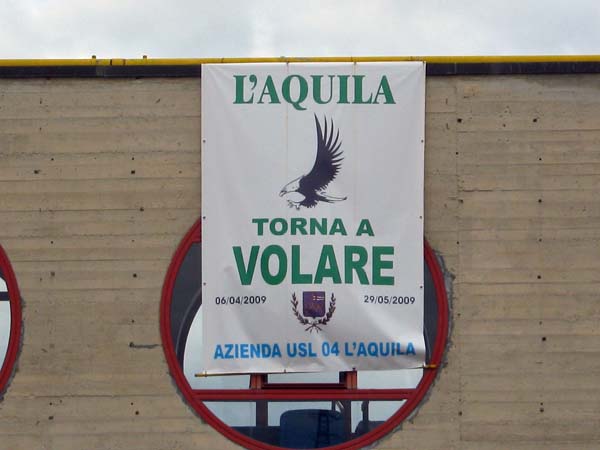 L'AQUILA
TORNA A
VOLARE
06/04/2009 29/05/2009
AZIENDA USL 04 L'AQUILA